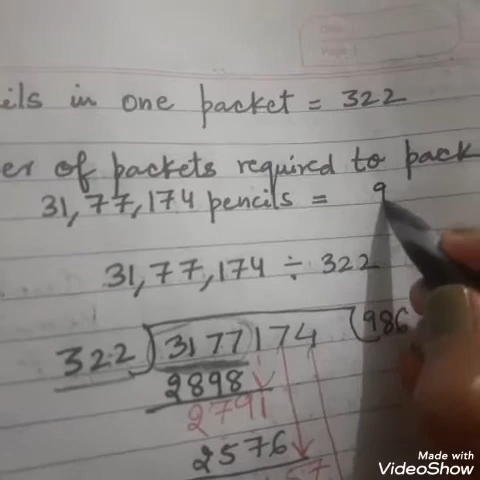 ils in one packet = 322
er of packets required to pack
31,77,174 pencils = 9
31,77,174 ÷ 322
322 ) 3177174 ( 986
2898
2791
2576
57
Made with
VideoShow